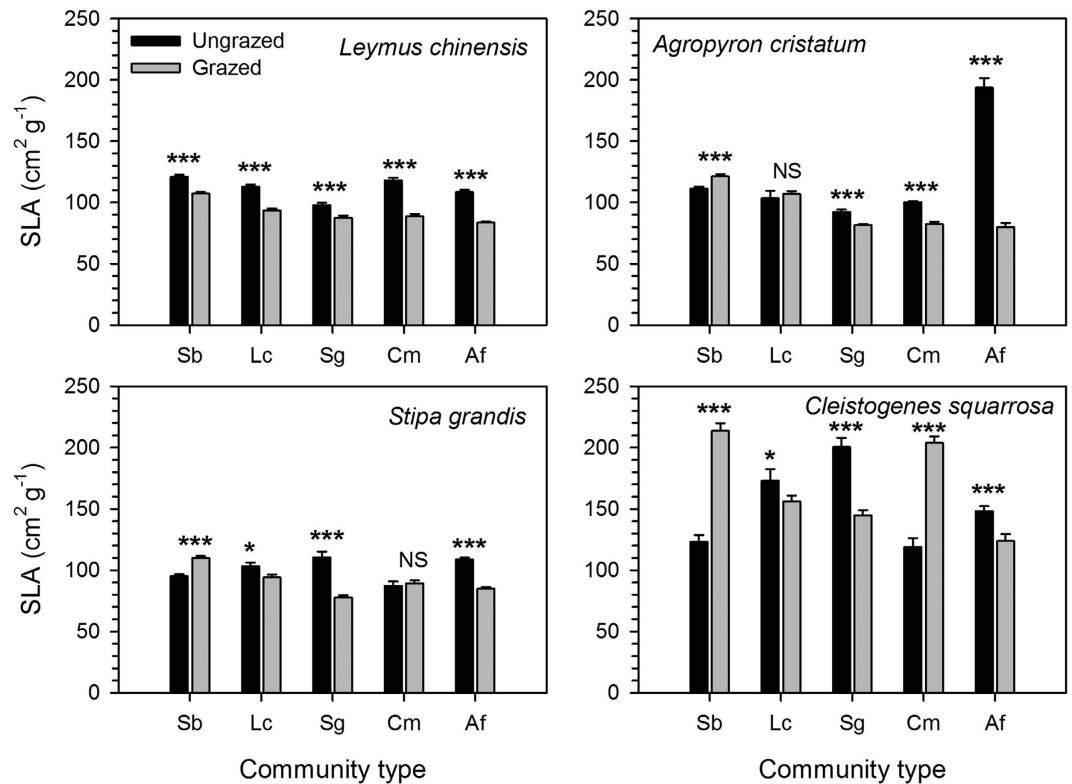 Leymus chinensis
Ungrazed
Grazed
SLA (cm² g⁻¹)
250
200
150
100
50
0
*** *** *** *** ***
Sb Lc Sg Cm Af
Agropyron cristatum
250
200
150
100
50
0
*** NS *** *** ***
Sb Lc Sg Cm Af
Stipa grandis
SLA (cm² g⁻¹)
250
200
150
100
50
0
*** * *** NS ***
Sb Lc Sg Cm Af
Community type
Cleistogenes squarrosa
250
200
150
100
50
0
*** * *** *** ***
Sb Lc Sg Cm Af
Community type